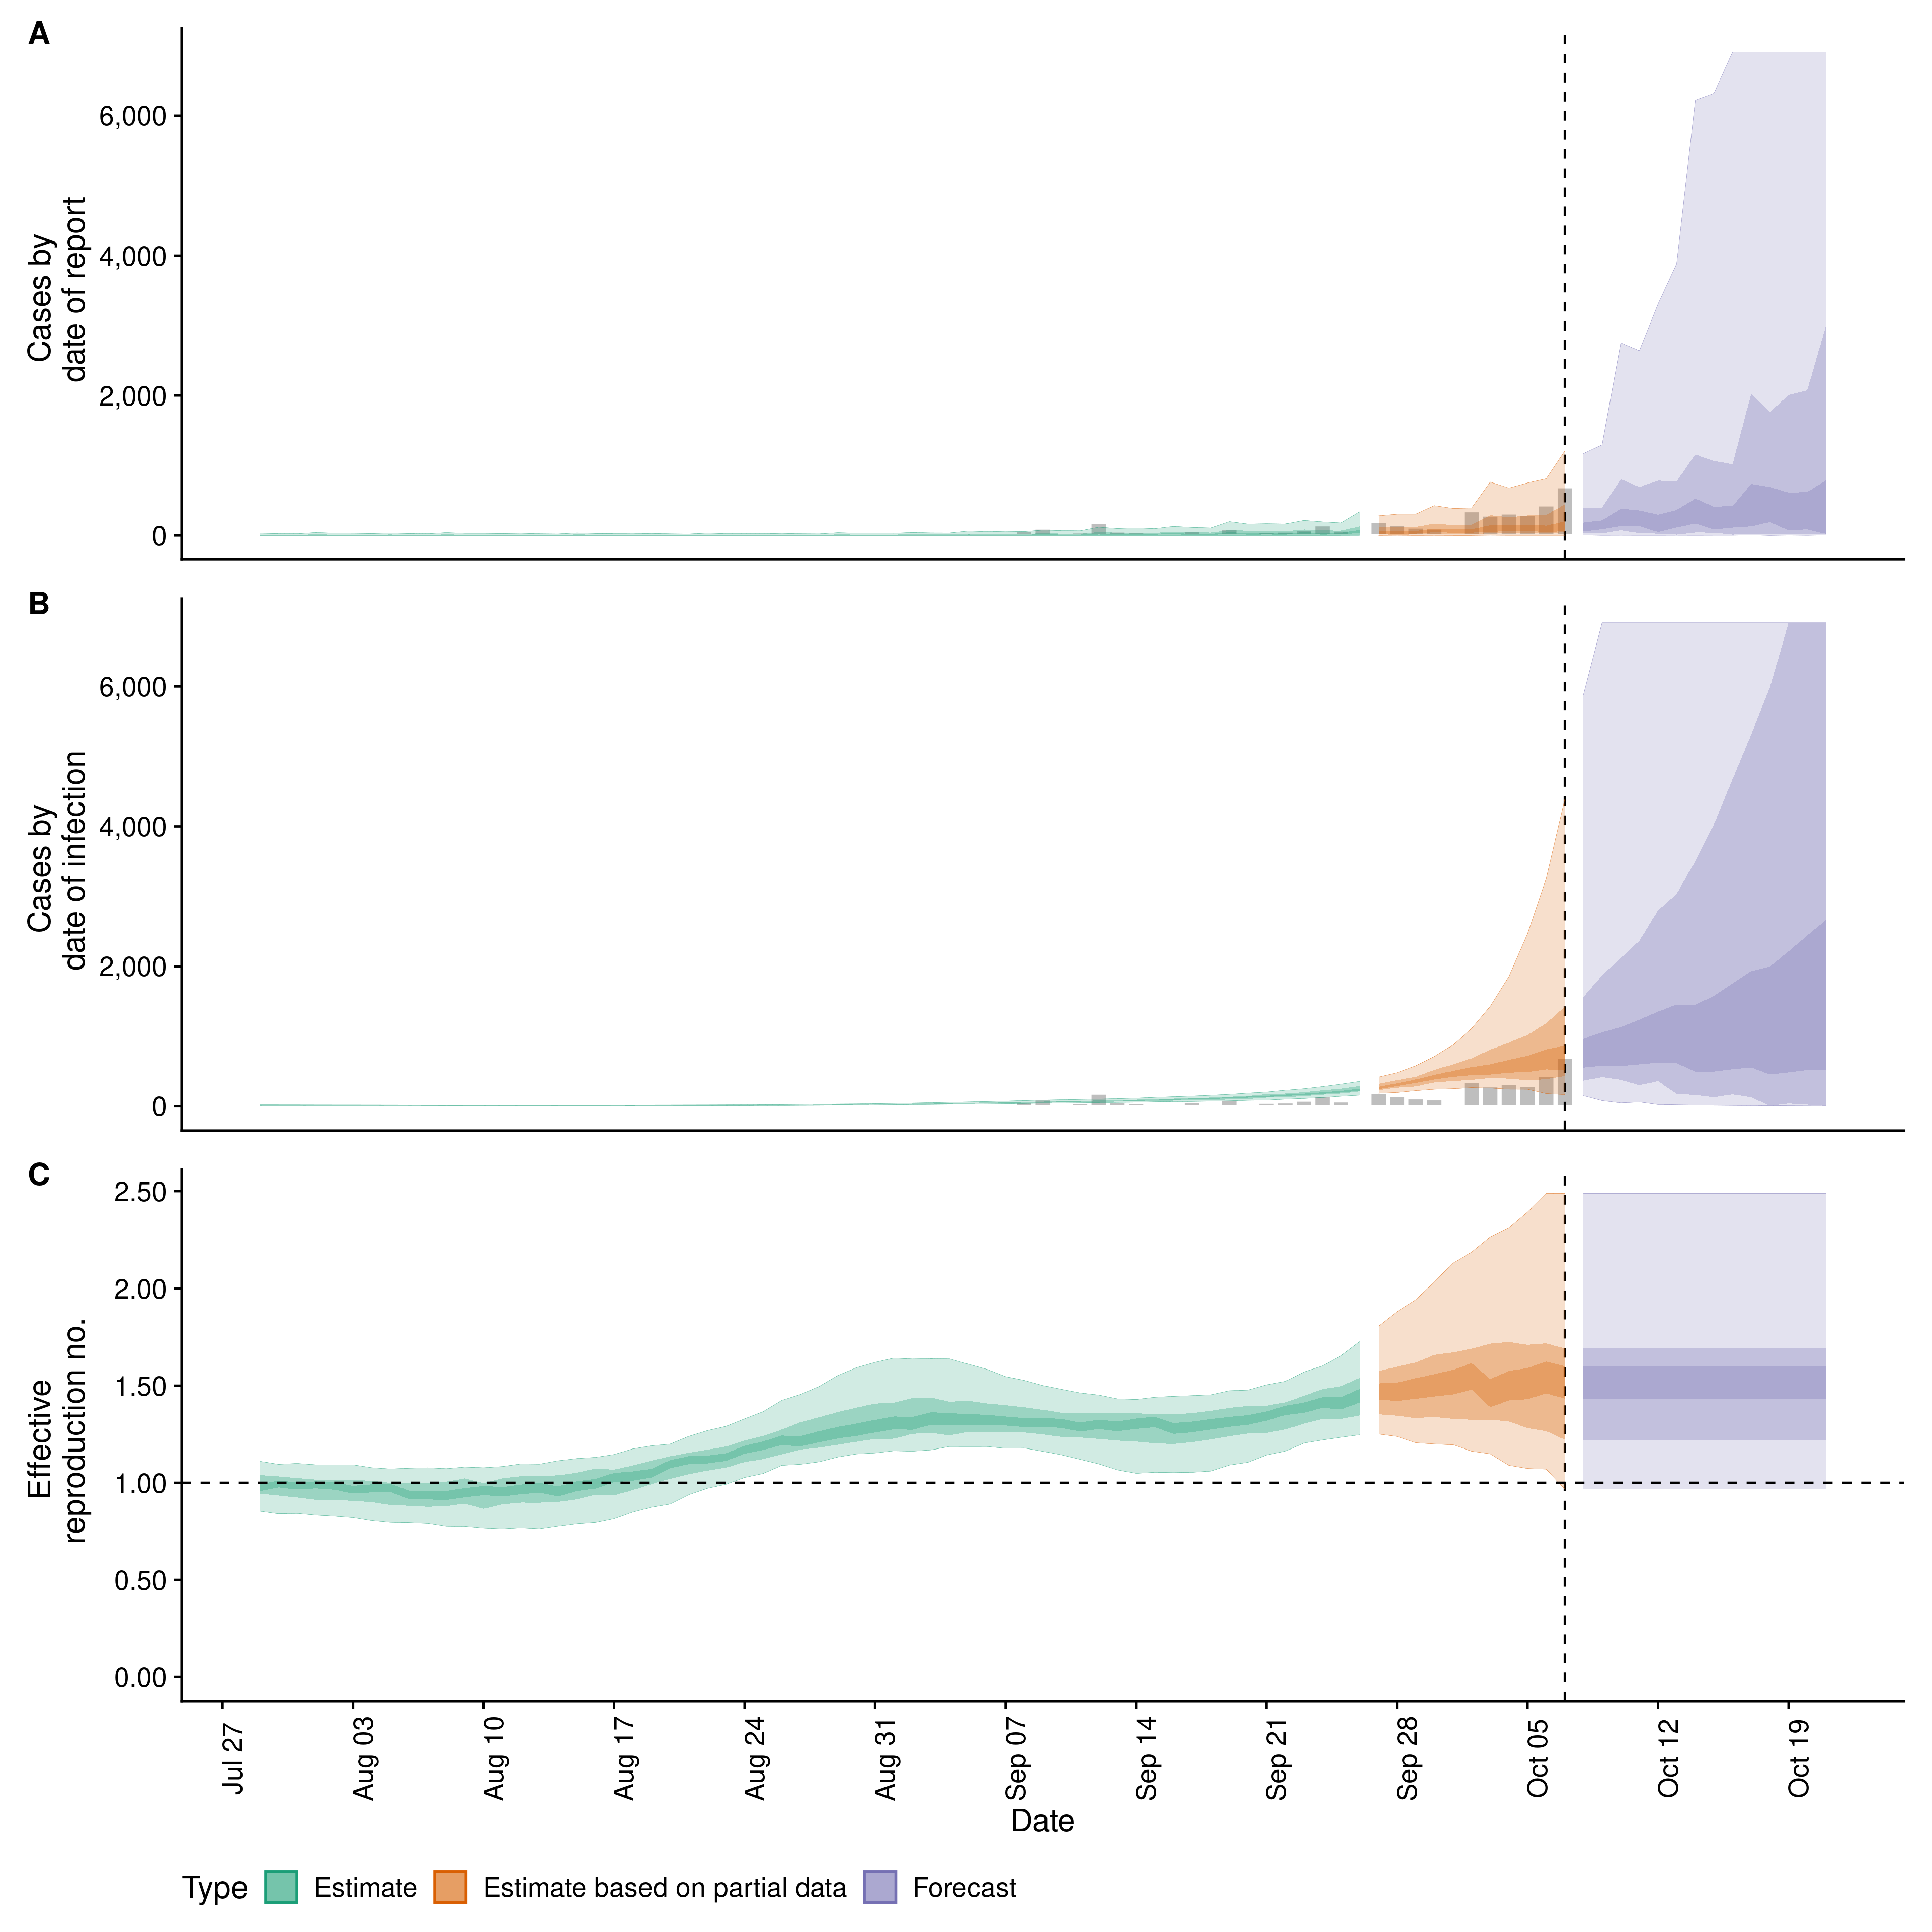 A
Cases by
date of report
6,000
4,000
2,000
0
B
Cases by
date of infection
6,000
4,000
2,000
0
C
Effective
reproduction no.
2.50
2.00
1.50
1.00
0.50
0.00
Jul 27
Aug 03
Aug 10
Aug 17
Aug 24
Aug 31
Sep 07
Sep 14
Sep 21
Sep 28
Oct 05
Oct 12
Oct 19
Date
Type Estimate Estimate based on partial data Forecast